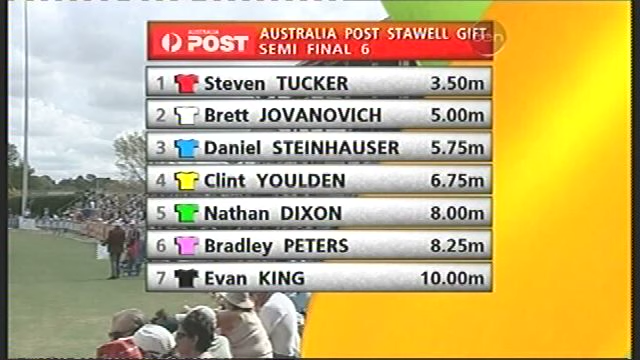 AUSTRALIA
POST
AUSTRALIA POST STAWELL GIFT
SEMI FINAL 6
ten
1 Steven TUCKER 3.50m
2 Brett JOVANOVICH 5.00m
3 Daniel STEINHAUSER 5.75m
4 Clint YOULDEN 6.75m
5 Nathan DIXON 8.00m
6 Bradley PETERS 8.25m
7 Evan KING 10.00m